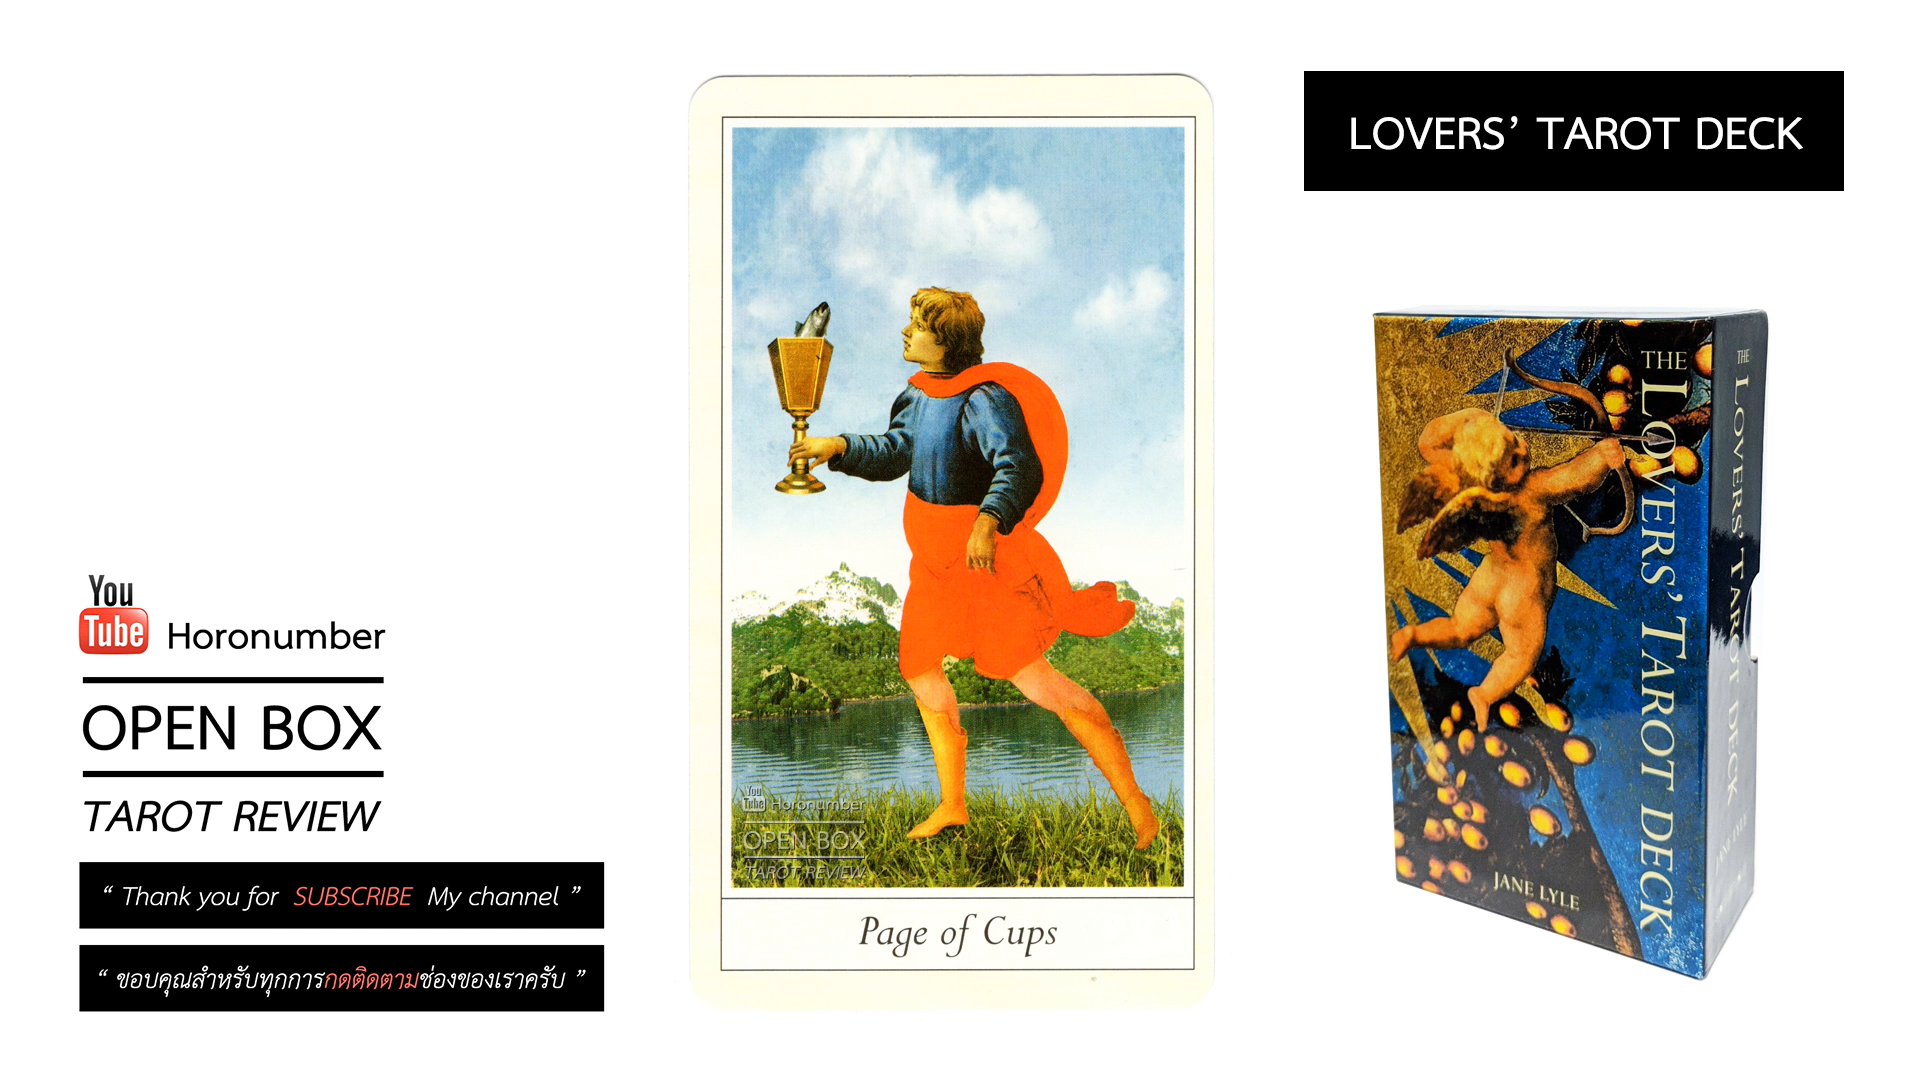 You
Tube Horonumber
OPEN BOX
TAROT REVIEW
“ Thank you for SUBSCRIBE My channel ”
“ ขอบคุณสำหรับทุกการกดติดตามช่องของเราครับ ”
You
Tube Horonumber
OPEN BOX
TAROT REVIEW
Page of Cups
LOVERS’ TAROT DECK
THE LOVERS’ TAROT DECK
JANE LYLE
THE LOVERS’ TAROT DECK